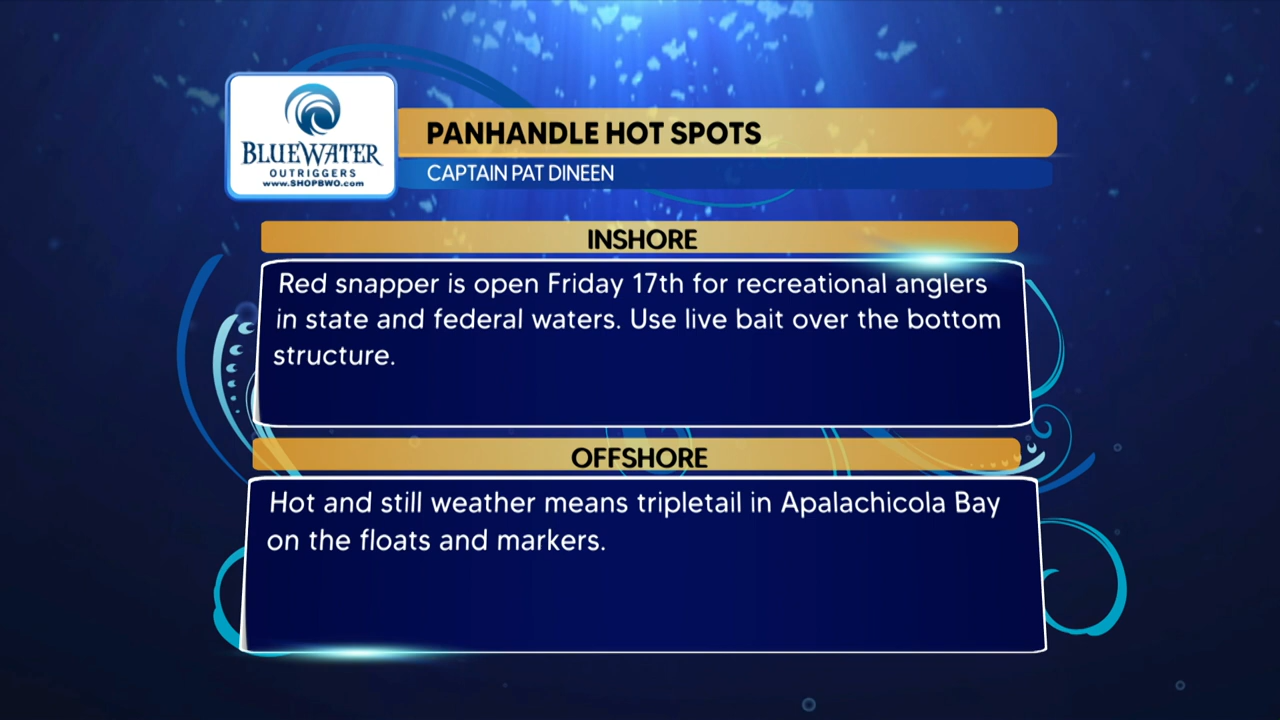 BLUEWATER
OUTRIGGERS
www.SHOPBWO.com
PANHANDLE HOT SPOTS
CAPTAIN PAT DINEEN
INSHORE
Red snapper is open Friday 17th for recreational anglers
in state and federal waters. Use live bait over the bottom
structure.
OFFSHORE
Hot and still weather means tripletail in Apalachicola Bay
on the floats and markers.